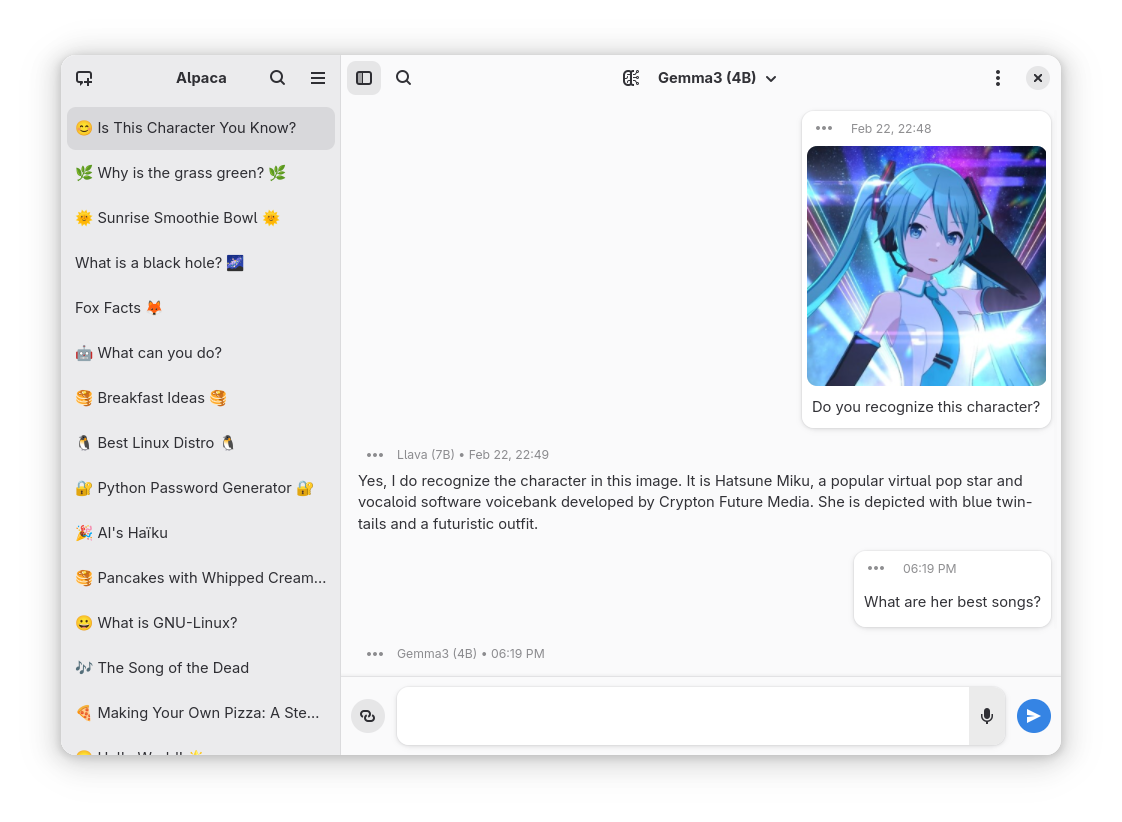 Alpaca
😊 Is This Character You Know?
🌿 Why is the grass green? 🌿
🌞 Sunrise Smoothie Bowl 🌞
What is a black hole? 🌌
Fox Facts 🦊
🤖 What can you do?
🥞 Breakfast Ideas 🥞
🐧 Best Linux Distro 🐧
🔐 Python Password Generator 🔐
🎉 AI's Haïku
🥞 Pancakes with Whipped Cream...
😀 What is GNU-Linux?
🎶 The Song of the Dead
🍕 Making Your Own Pizza: A Ste...
Gemma3 (4B)
Feb 22, 22:48
Do you recognize this character?
Llava (7B) • Feb 22, 22:49
Yes, I do recognize the character in this image. It is Hatsune Miku, a popular virtual pop star and
vocaloid software voicebank developed by Crypton Future Media. She is depicted with blue twin-
tails and a futuristic outfit.
06:19 PM
What are her best songs?
Gemma3 (4B) • 06:19 PM